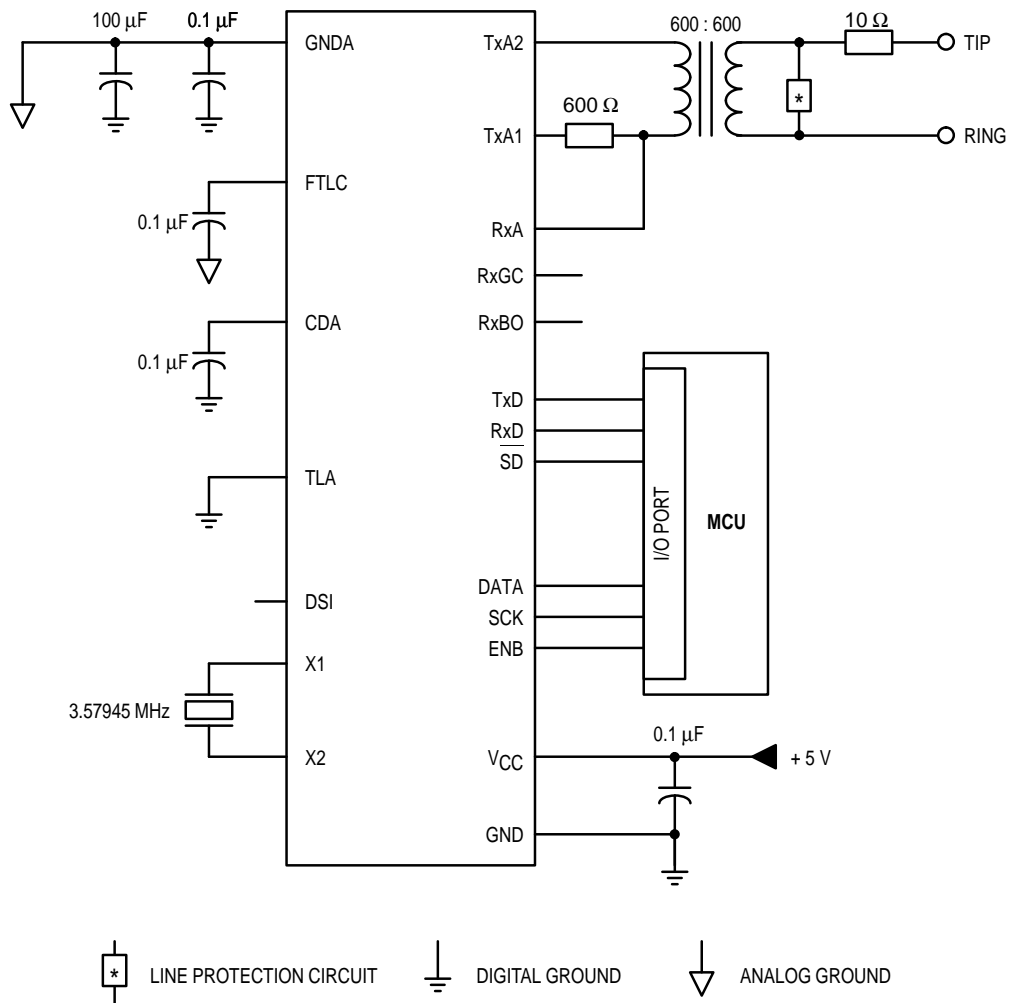 100 μF
0.1 μF
GNDA
TxA2
600 : 600
10 Ω
TIP
600 Ω
TxA1
*
RING
FTLC
0.1 μF
RxA
RxGC
CDA
RxBO
0.1 μF
TxD
RxD
SD
TLA
I/O PORT
MCU
DATA
DSI
SCK
ENB
X1
3.57945 MHz
0.1 μF
X2
VCC
+ 5 V
GND
* LINE PROTECTION CIRCUIT
DIGITAL GROUND
ANALOG GROUND